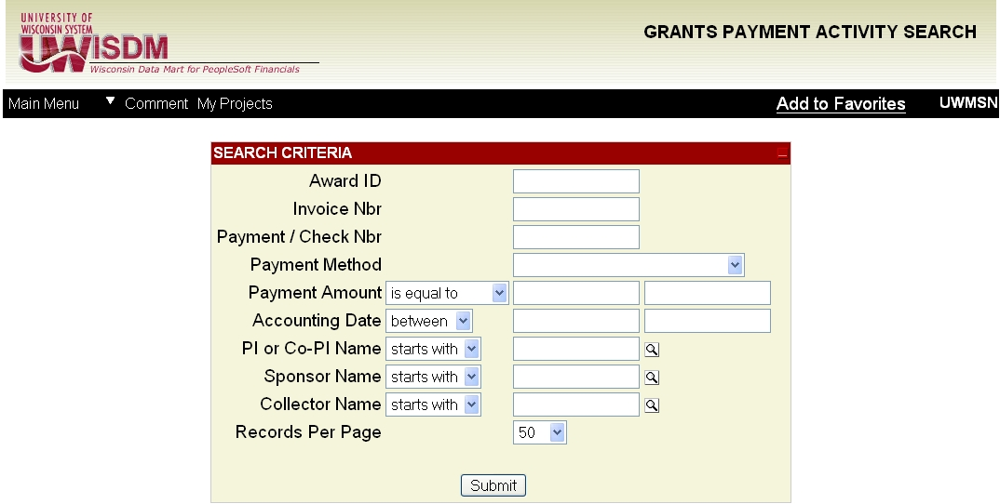 UNIVERSITY OF
WISCONSIN SYSTEM
UWISDM
Wisconsin Data Mart for PeopleSoft Financials
GRANTS PAYMENT ACTIVITY SEARCH
Main Menu Comment My Projects Add to Favorites UWMSN
SEARCH CRITERIA
Award ID
Invoice Nbr
Payment / Check Nbr
Payment Method
Payment Amount is equal to
Accounting Date between
PI or Co-PI Name starts with
Sponsor Name starts with
Collector Name starts with
Records Per Page 50
Submit